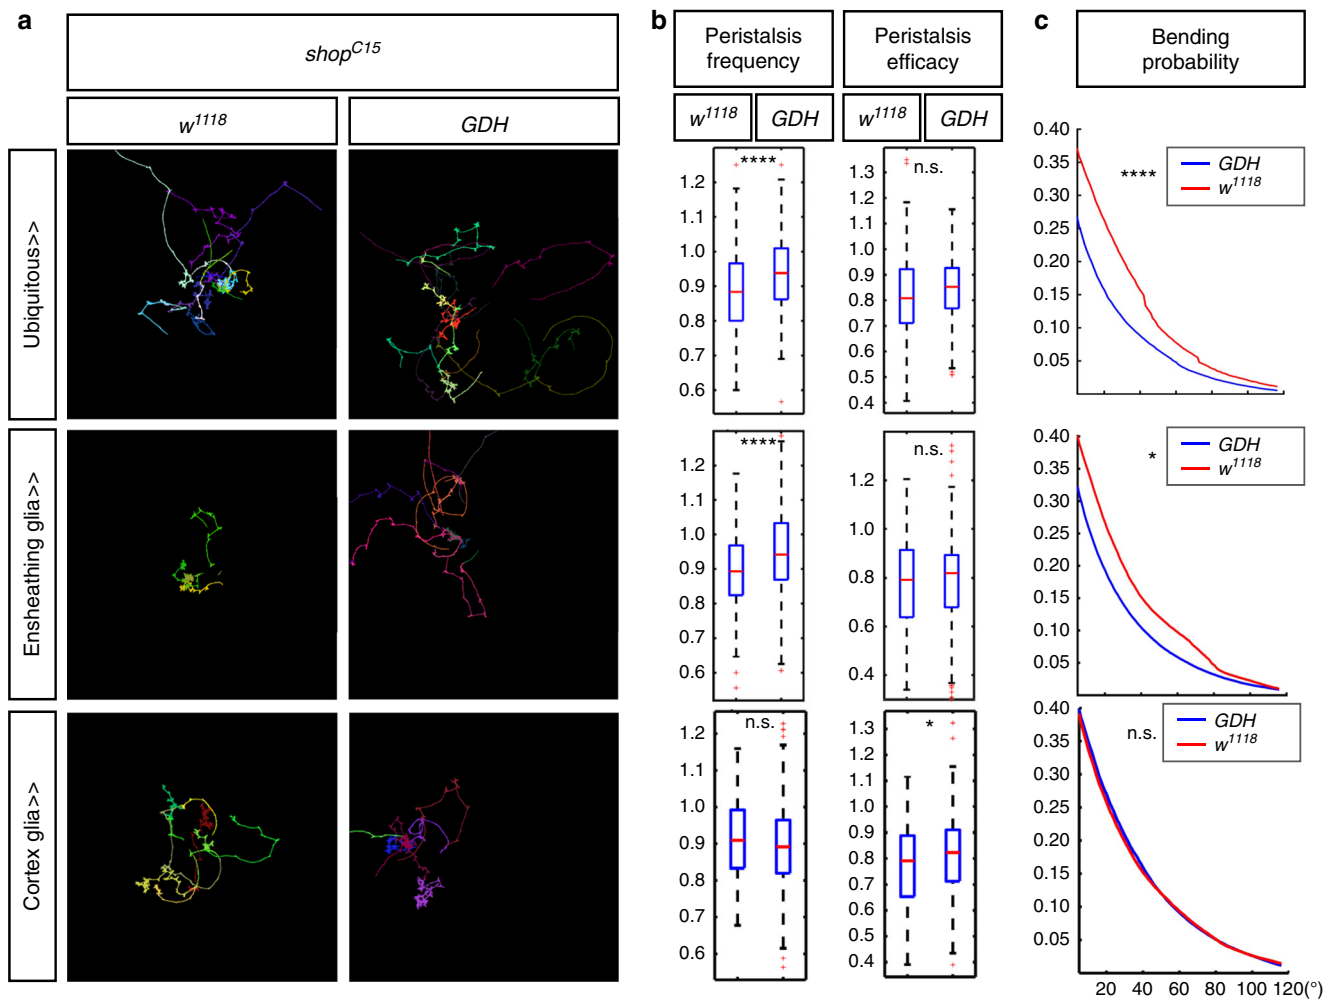 a
shop^C15
w^1118
GDH
Ubiquitous>>
Ensheathing glia>>
Cortex glia>>
b
Peristalsis
frequency
Peristalsis
efficacy
w^1118
GDH
w^1118
GDH
****
1.2
1.1
1.0
0.9
0.8
0.7
0.6
n.s.
1.3
1.2
1.1
1.0
0.9
0.8
0.7
0.6
0.5
0.4
****
1.2
1.1
1.0
0.9
0.8
0.7
0.6
n.s.
1.2
1.0
0.8
0.6
0.4
n.s.
1.2
1.1
1.0
0.9
0.8
0.7
0.6
*
1.3
1.2
1.1
1.0
0.9
0.8
0.7
0.6
0.5
0.4
c
Bending
probability
0.40
0.35
0.30
0.25
0.20
0.15
0.10
0.05
****
GDH
w^1118
0.40
0.35
0.30
0.25
0.20
0.15
0.10
0.05
*
GDH
w^1118
0.40
0.35
0.30
0.25
0.20
0.15
0.10
0.05
n.s.
GDH
w^1118
20 40 60 80 100 120(°)